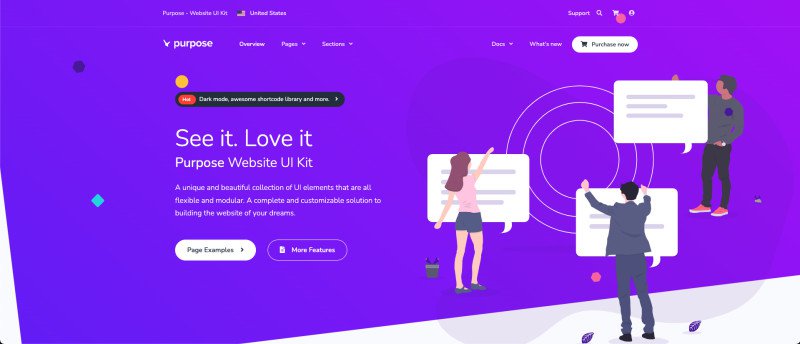 Purpose - Website UI Kit
United States
Support
purpose
Overview
Pages
Sections
Docs
What's new
Purchase now
Hot
Dark mode, awesome shortcode library and more.
See it. Love it
Purpose Website UI Kit
A unique and beautiful collection of UI elements that are all
flexible and modular. A complete and customizable solution to
building the website of your dreams.
Page Examples
More Features